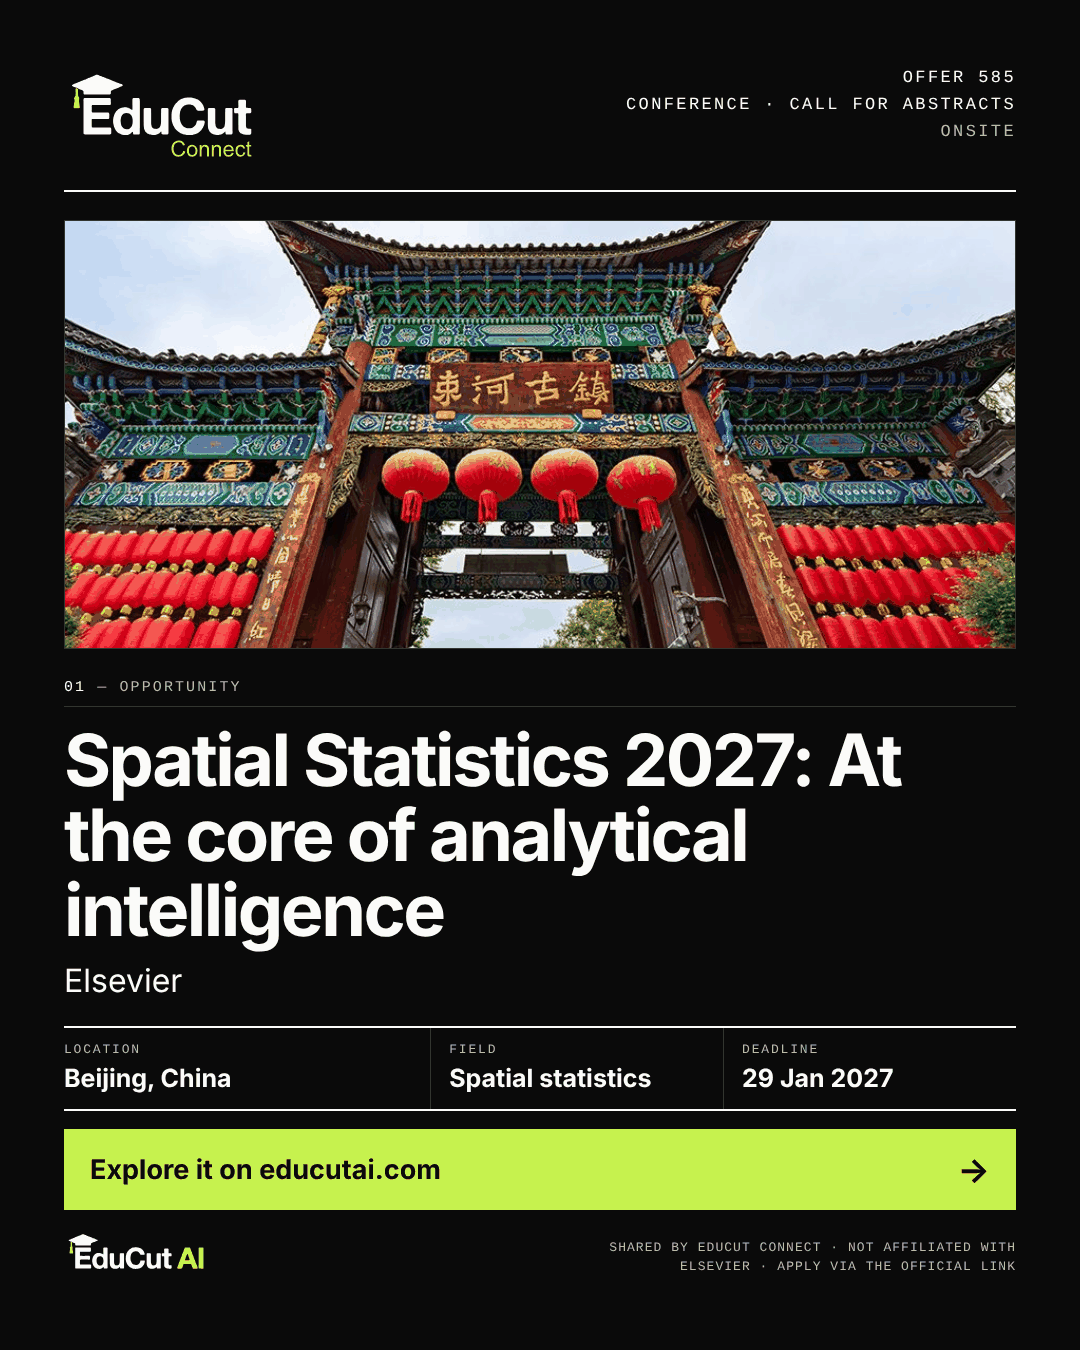 EduCut
Connect
OFFER 585
CONFERENCE · CALL FOR ABSTRACTS
ONSITE
束河古鎮
01 — OPPORTUNITY
Spatial Statistics 2027: At
the core of analytical
intelligence
Elsevier
LOCATION
Beijing, China
FIELD
Spatial statistics
DEADLINE
29 Jan 2027
Explore it on educutai.com →
EduCut AI
SHARED BY EDUCUT CONNECT · NOT AFFILIATED WITH
ELSEVIER · APPLY VIA THE OFFICIAL LINK